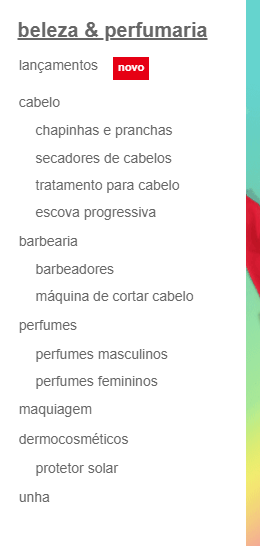 beleza & perfumaria
lançamentos novo
cabelo
chapinhas e pranchas
secadores de cabelos
tratamento para cabelo
escova progressiva
barbearia
barbeadores
máquina de cortar cabelo
perfumes
perfumes masculinos
perfumes femininos
maquiagem
dermocosméticos
protetor solar
unha